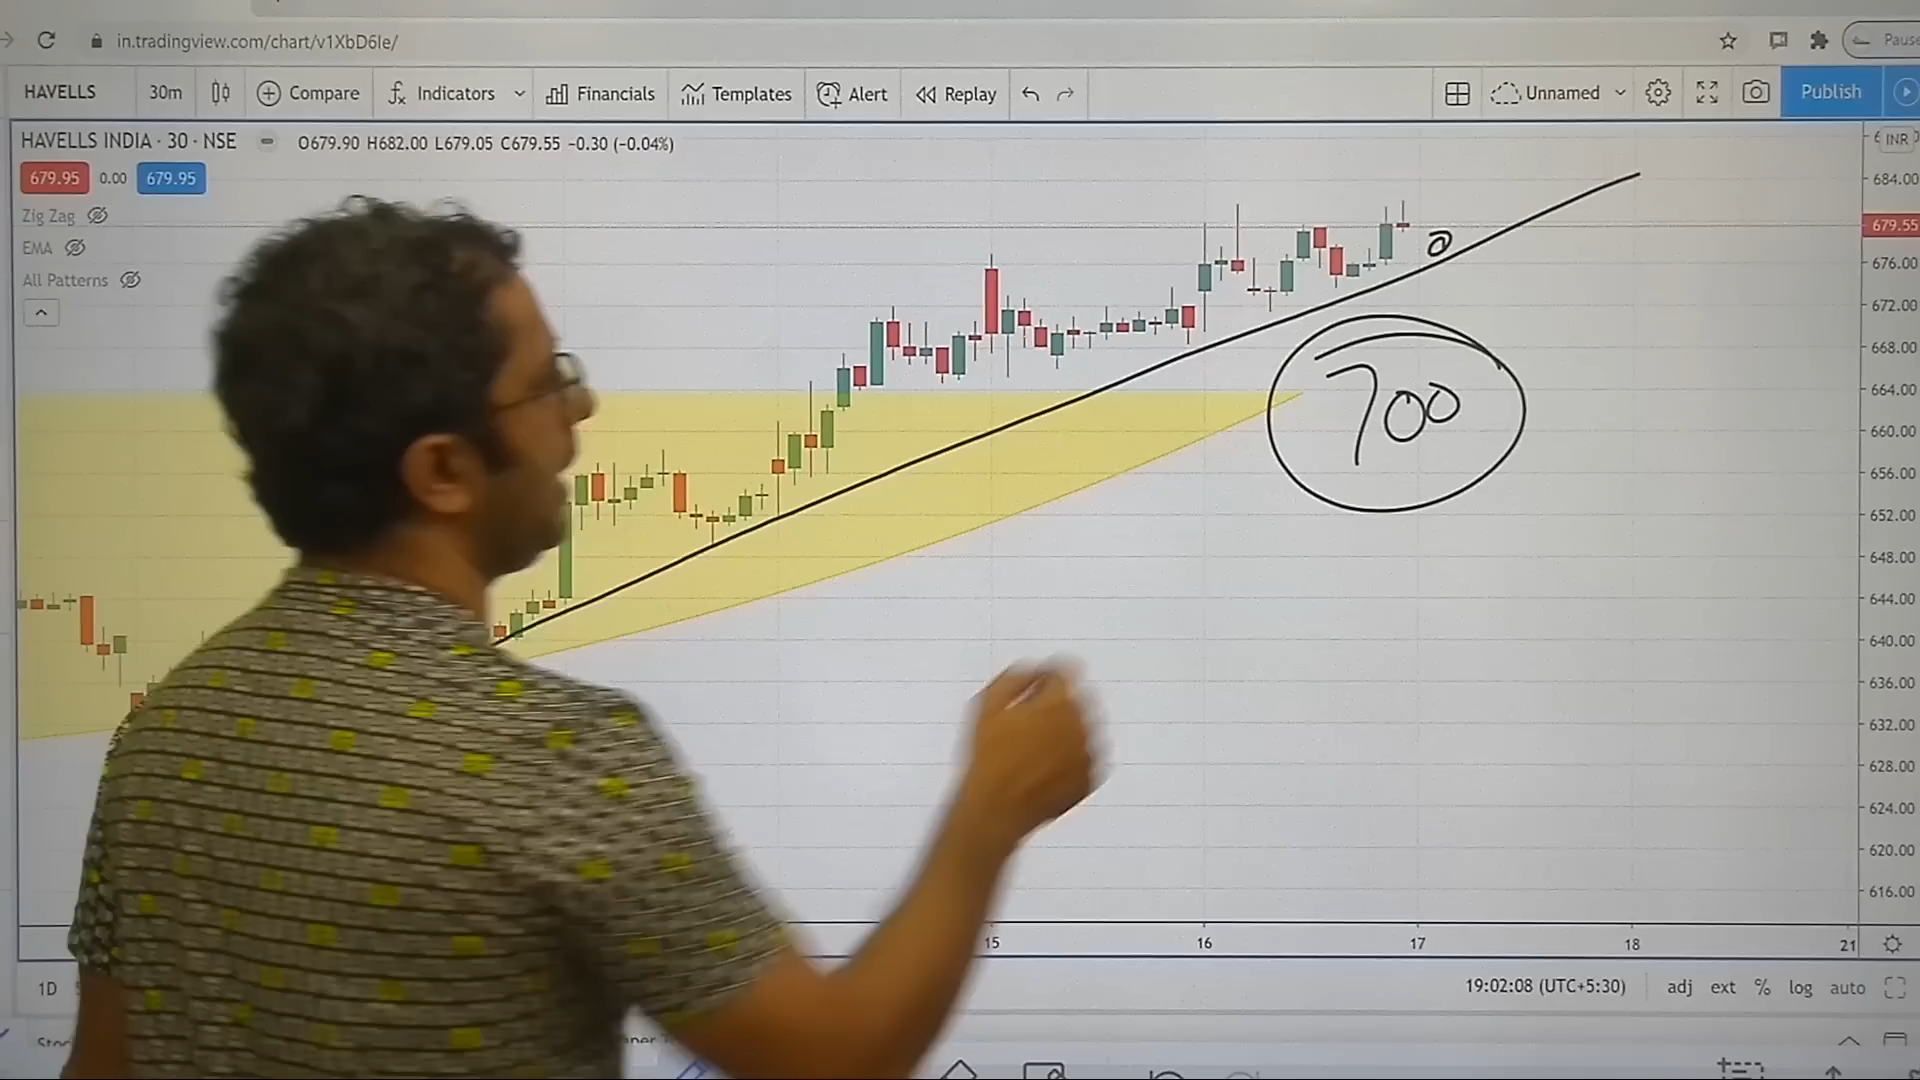 in.tradingview.com/chart/v1XbD6Ie/
Pause
HAVELLS 30m Compare Indicators Financials Templates Alert Replay Unnamed Publish
HAVELLS INDIA · 30 · NSE O679.90 H682.00 L679.05 C679.55 −0.30 (−0.04%)
INR
679.95 0.00 679.95
Zig Zag
EMA
All Patterns
684.00
679.55
676.00
672.00
668.00
664.00
660.00
656.00
652.00
648.00
644.00
640.00
636.00
632.00
628.00
624.00
620.00
616.00
700
15 16 17 18 21
1D 19:02:08 (UTC+5:30) adj ext % log auto